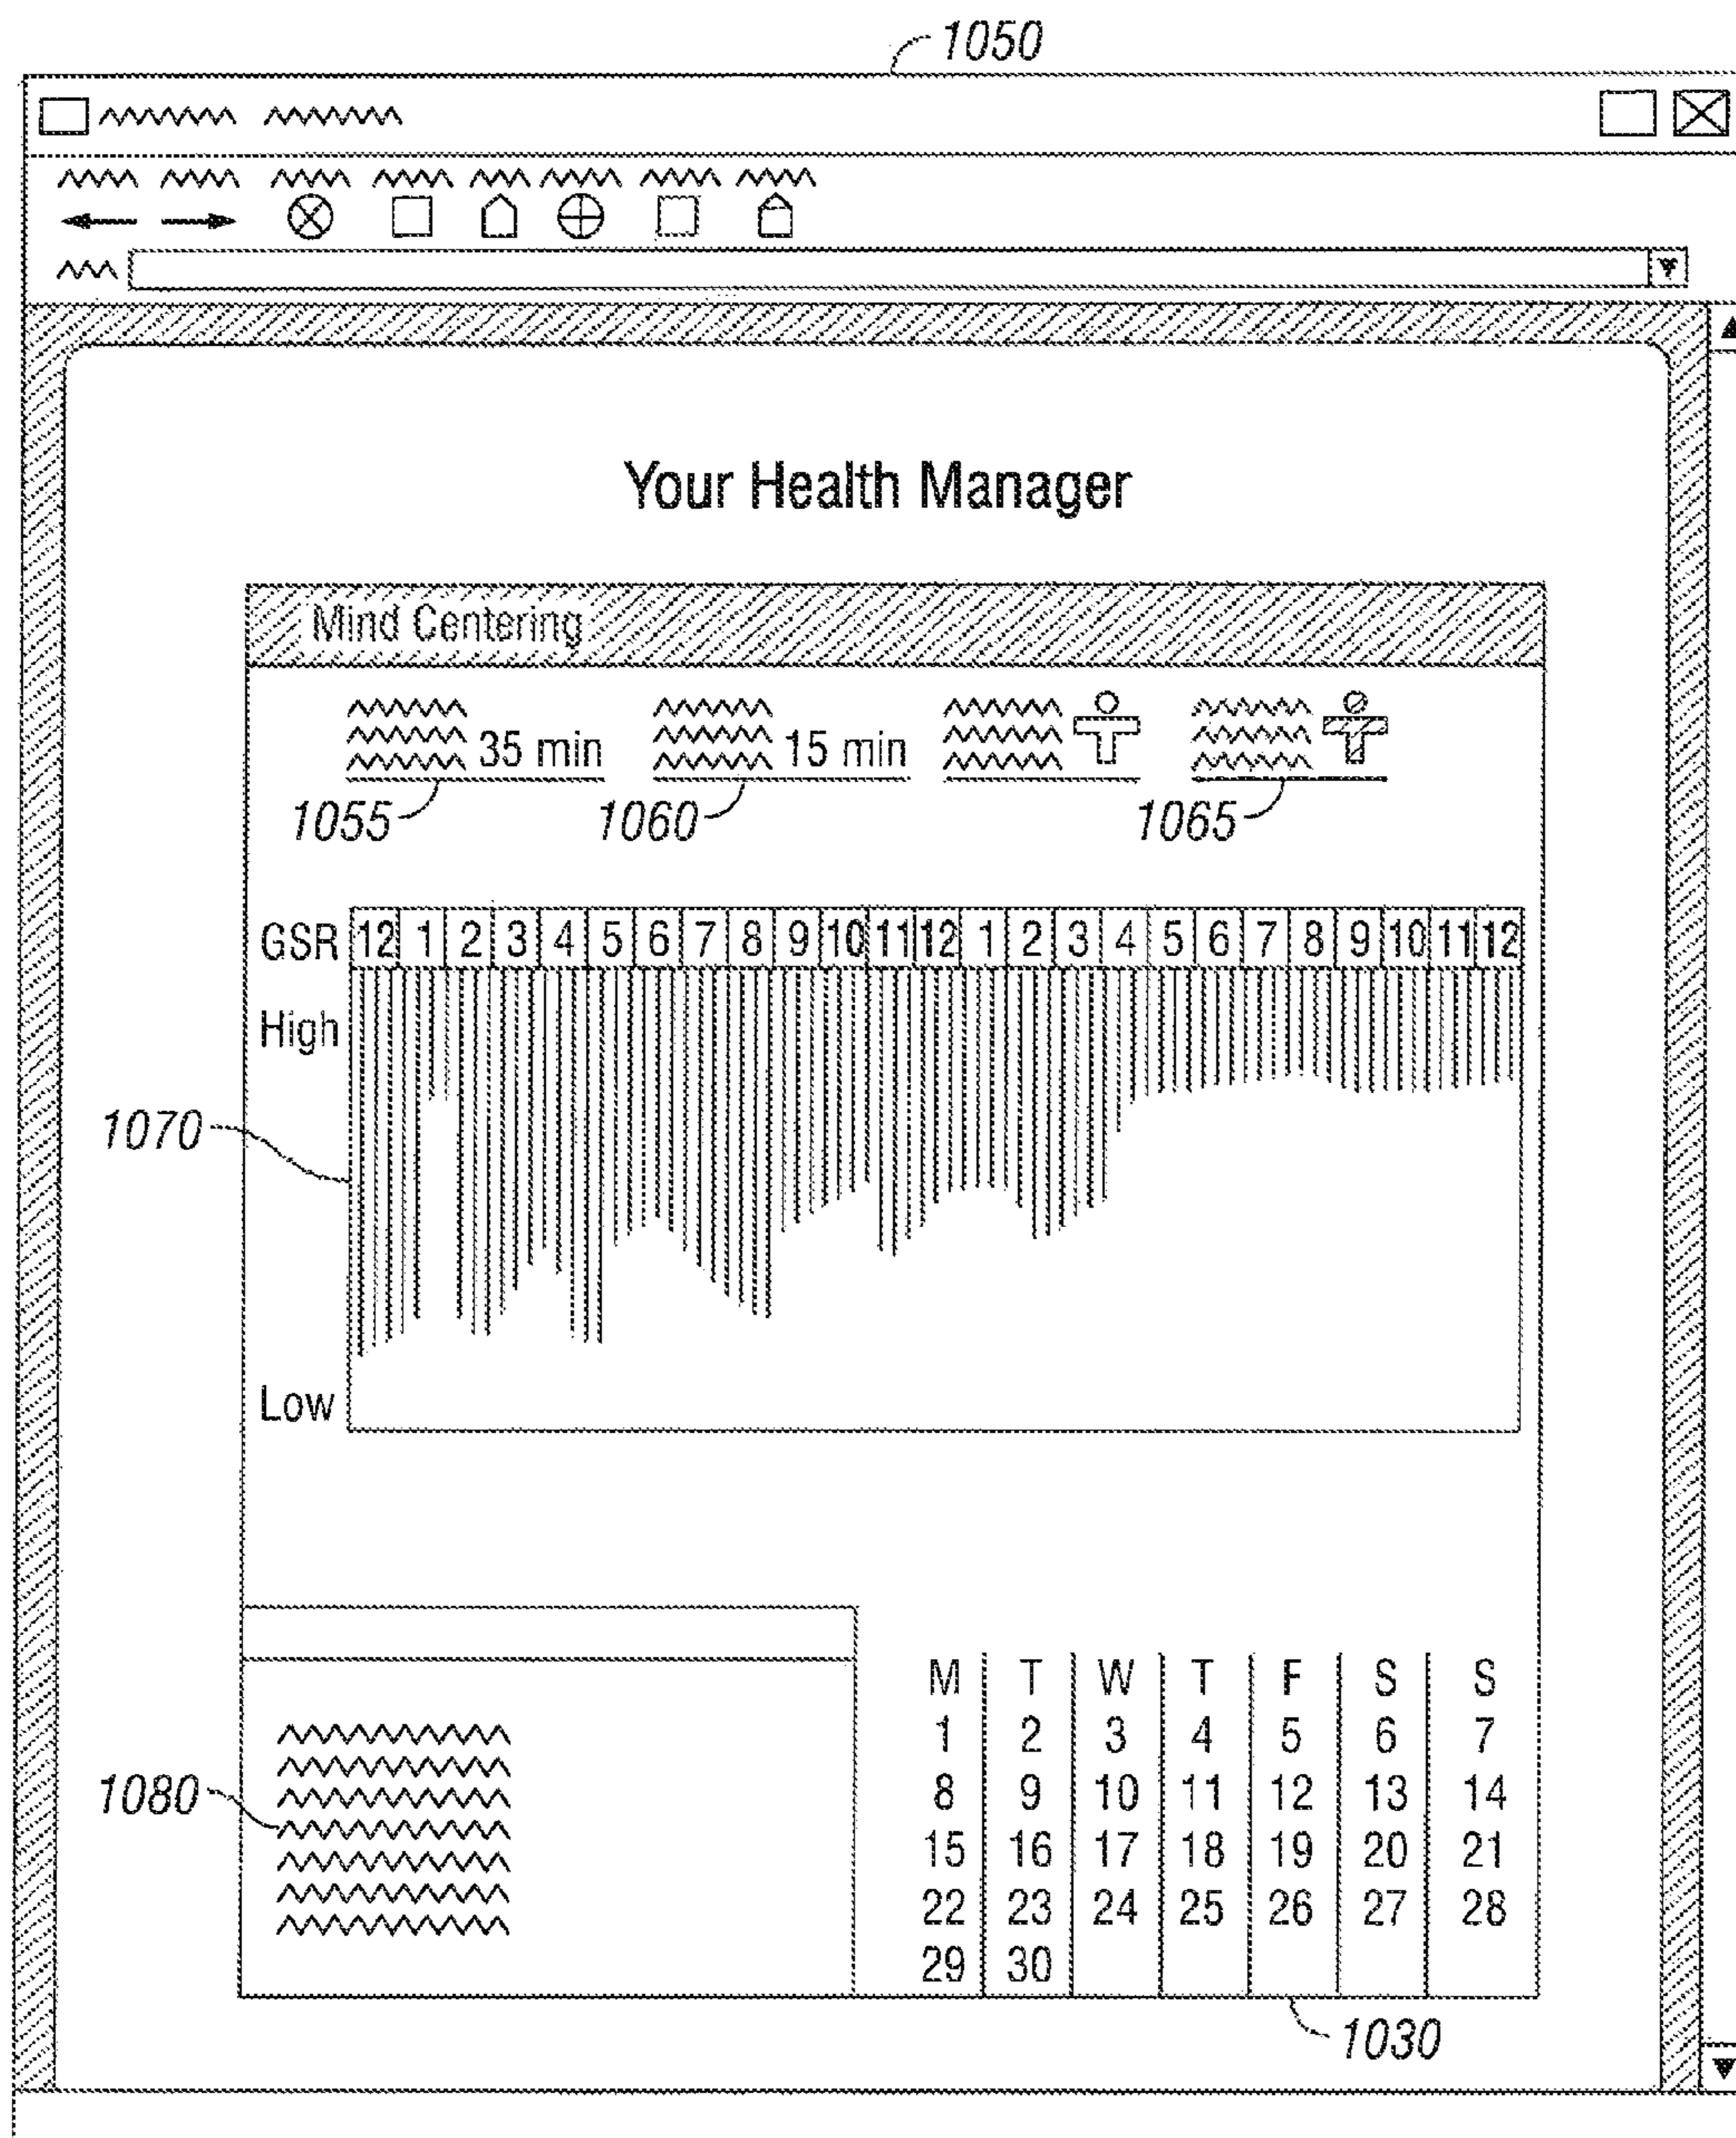 1050
Your Health Manager
Mind Centering
35 min 15 min
1055 1060 1065
GSR 12 1 2 3 4 5 6 7 8 9 10 11 12 1 2 3 4 5 6 7 8 9 10 11 12
High
1070
Low
M T W T F S S
1 2 3 4 5 6 7
1080 8 9 10 11 12 13 14
15 16 17 18 19 20 21
22 23 24 25 26 27 28
29 30
1030